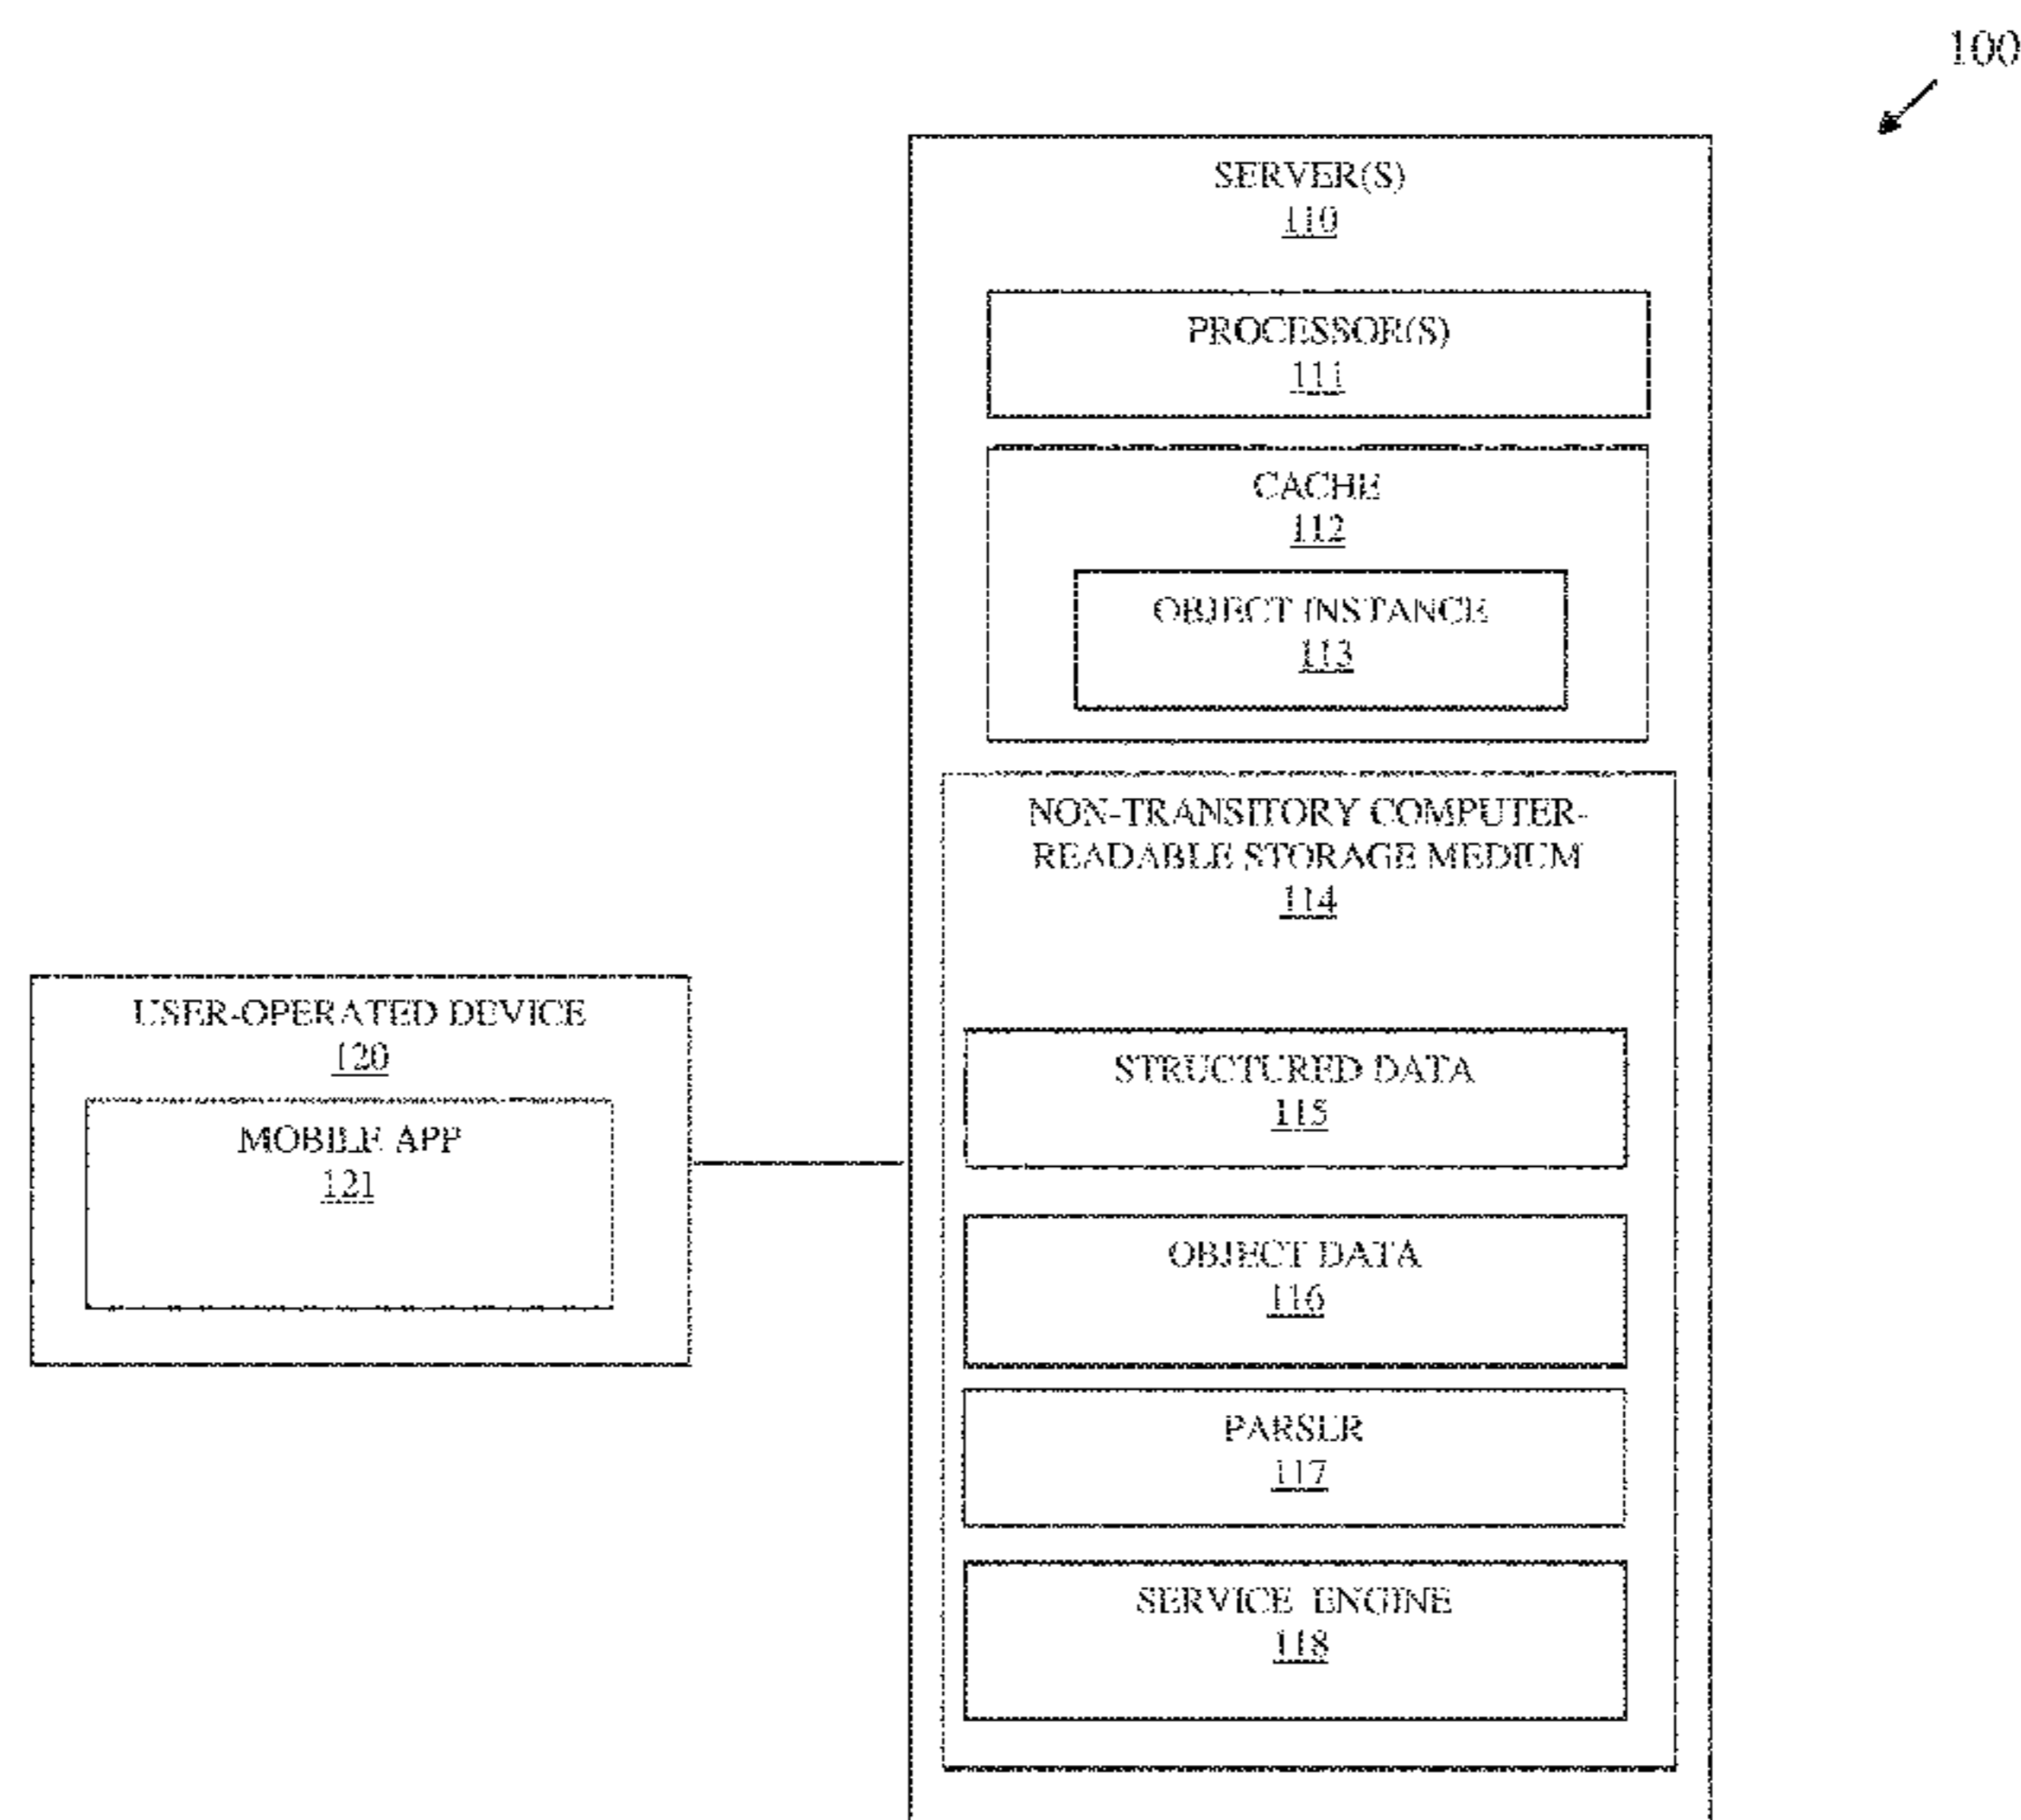 100
SERVER(S)
110
PROCESSOR(S)
111
CACHE
112
OBJECT INSTANCE
113
NON-TRANSITORY COMPUTER-
READABLE STORAGE MEDIUM
114
USER-OPERATED DEVICE
120
MOBILE APP
121
STRUCTURED DATA
115
OBJECT DATA
116
PARSER
117
SERVICE ENGINE
118